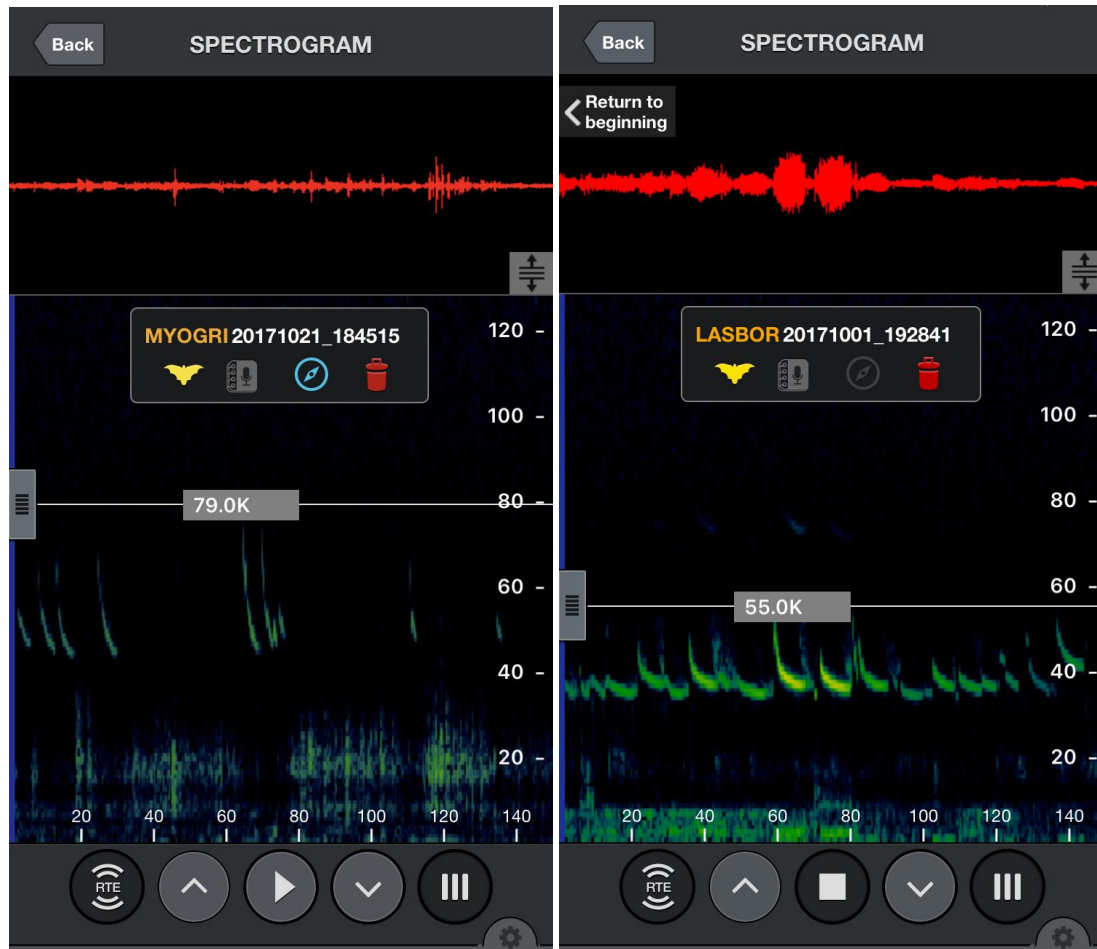 Back
SPECTROGRAM
MYOGRI 20171021_184515
120
100
80
79.0K
60
40
20
20 40 60 80 100 120 140
RTE
Back
SPECTROGRAM
Return to
beginning
LASBOR 20171001_192841
120
100
80
60
55.0K
40
20
20 40 60 80 100 120 140
RTE